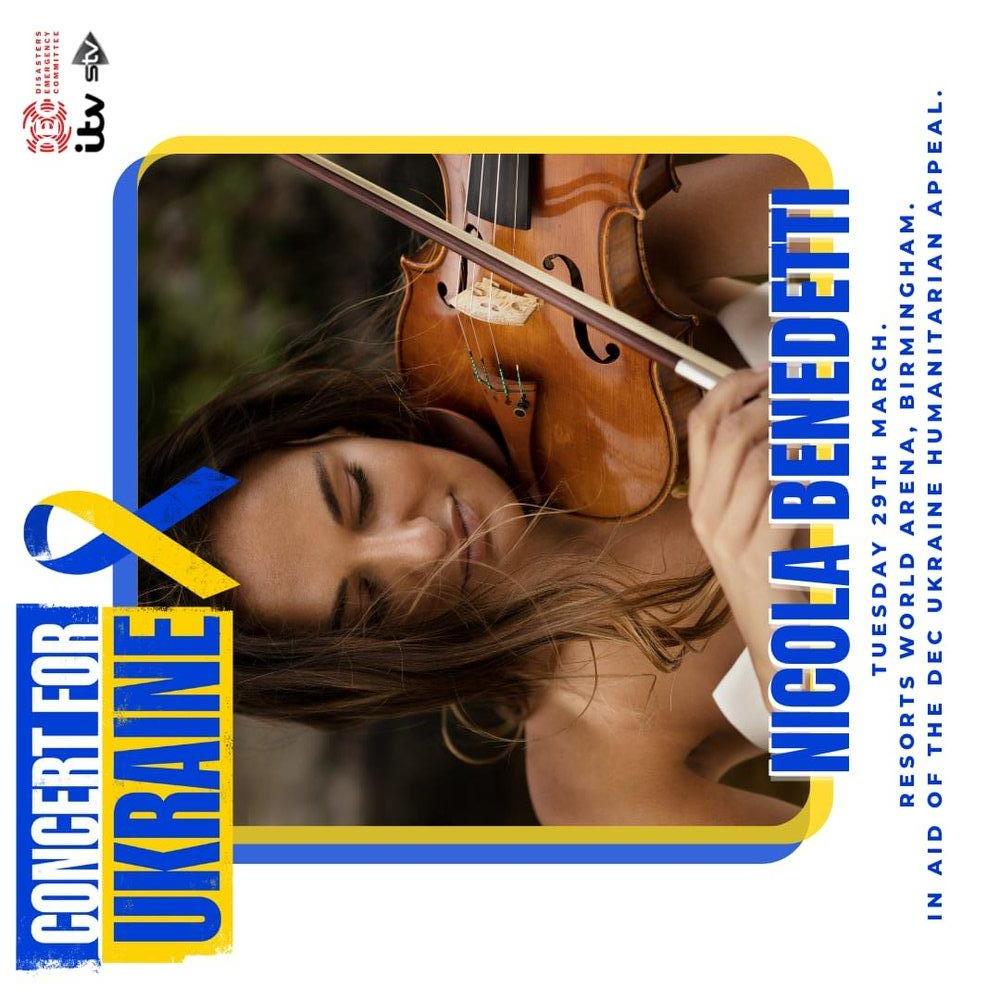 CONCERT FOR
UKRAINE
DEC
DISASTERS
EMERGENCY
COMMITTEE
itv
stv
NICOLA BENEDETTI
TUESDAY 29TH MARCH.
RESORTS WORLD ARENA, BIRMINGHAM.
IN AID OF THE DEC UKRAINE HUMANITARIAN APPEAL.